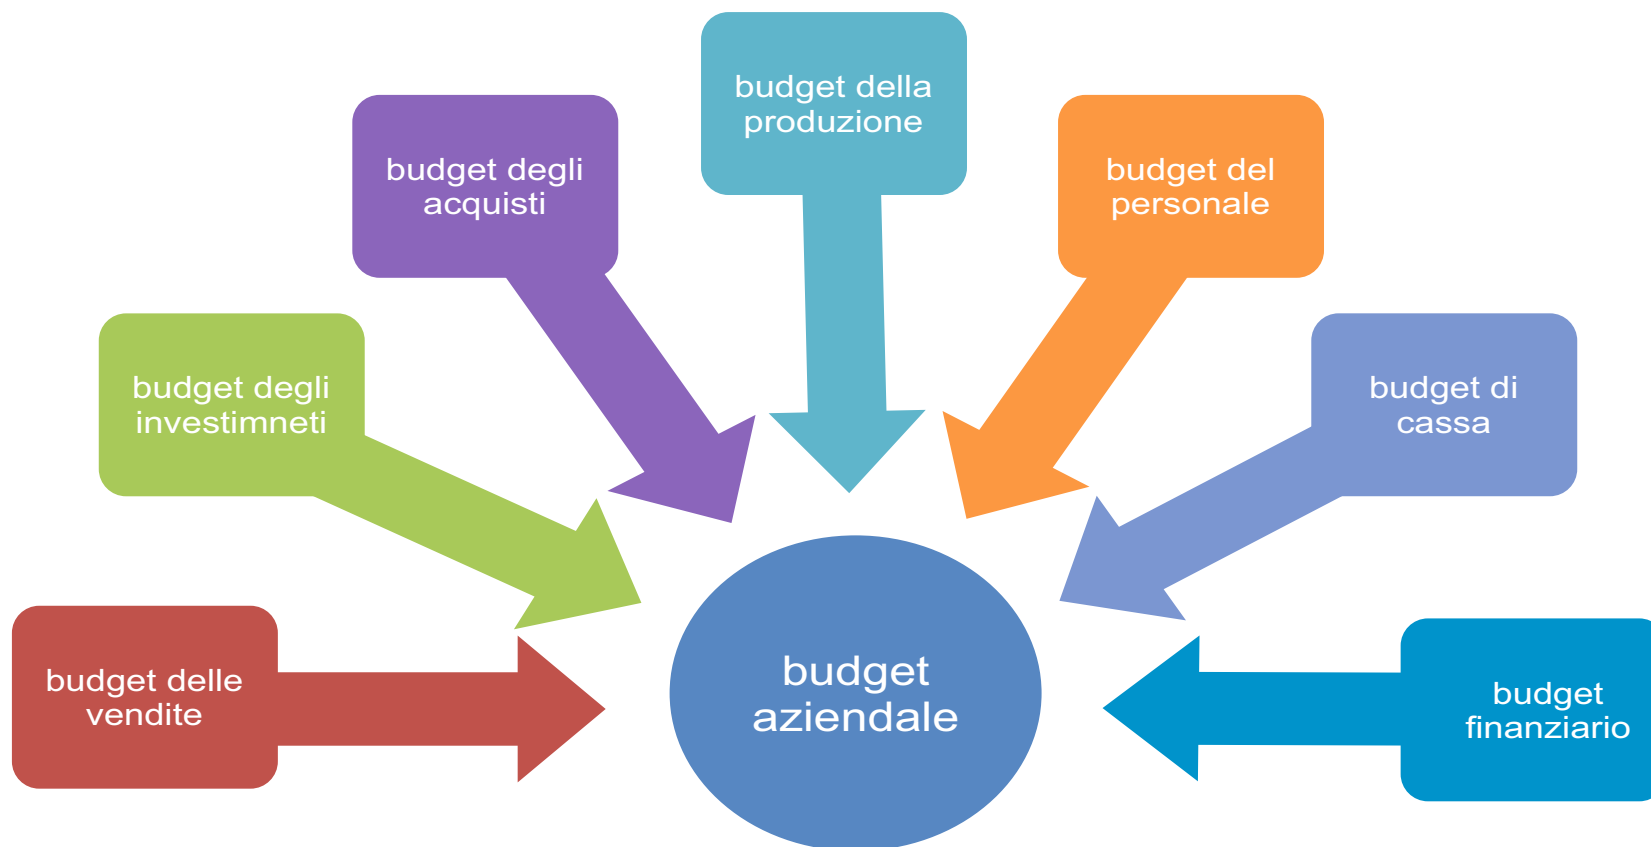 budget della
produzione
budget degli
acquisti
budget del
personale
budget degli
investimneti
budget di
cassa
budget delle
vendite
budget
aziendale
budget
finanziario